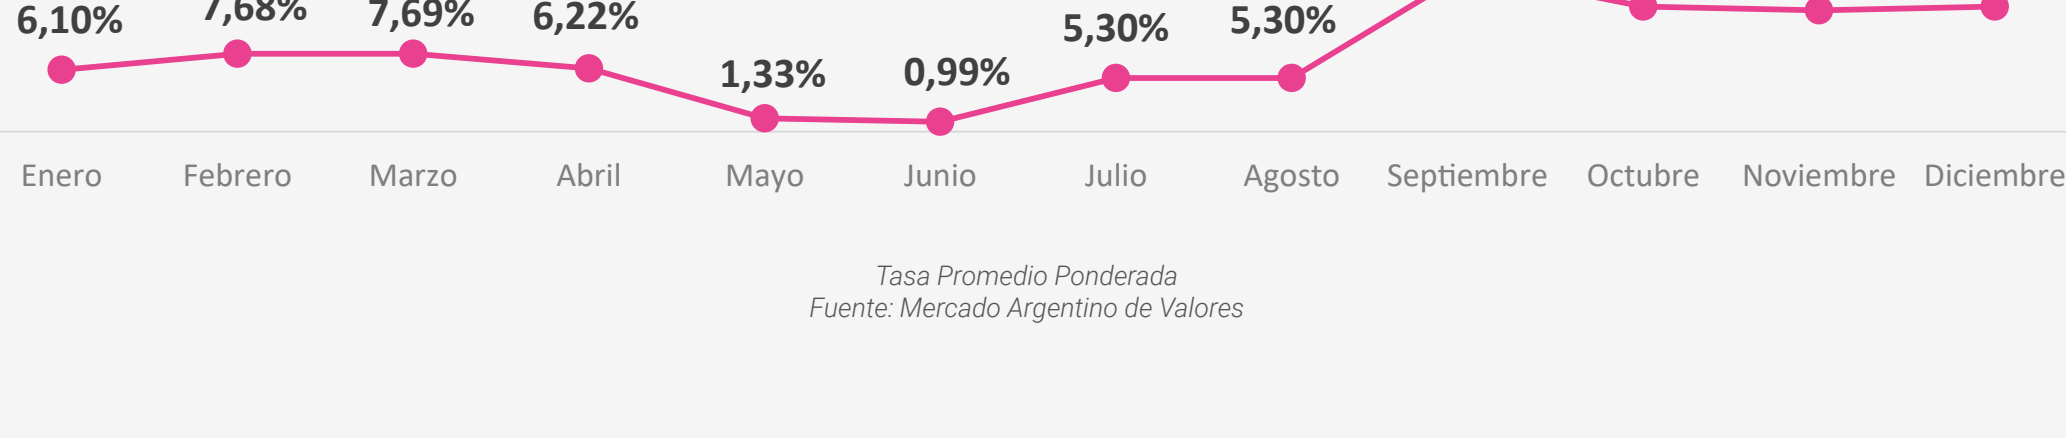 6,10% 7,68% 7,69% 6,22% 1,33% 0,99% 5,30% 5,30%
Enero Febrero Marzo Abril Mayo Junio Julio Agosto Septiembre Octubre Noviembre Diciembre
Tasa Promedio Ponderada
Fuente: Mercado Argentino de Valores